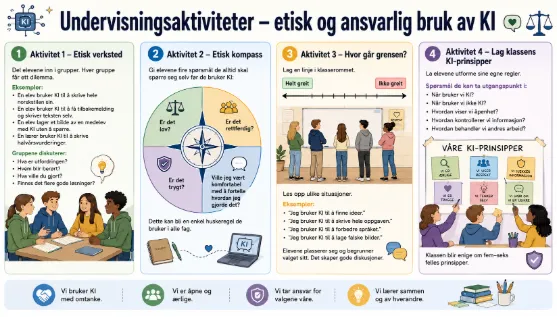 KI
Undervisningsaktiviteter – etisk og ansvarlig bruk av KI
1
Aktivitet 1 – Etisk verksted
Del elevene inn i grupper. Hver gruppe
får ett dilemma.
Eksempler:
• En elev bruker KI til å skrive hele
norskstilen sin.
• En elev bruker KI til å få tilbakemelding
og skriver teksten selv.
• En elev lager et bilde av en medelev
med KI uten å spørre.
• En lærer bruker KI til å skrive
halvårsvurderinger.
Gruppene diskuterer:
• Hva er utfordringen?
• Hvem blir berørt?
• Hva ville du gjort?
• Finnes det flere gode løsninger?
2
Aktivitet 2 – Etisk kompass
Gi elevene fire spørsmål de alltid skal
spørre seg selv før de bruker KI:
Er det
lov?
Er det
rettferdig?
Er det
trygt?
Ville jeg vært
komfortabel
med å fortelle
hvordan jeg
gjorde det?
Dette kan bli en enkel huskeregel de
bruker i alle fag.
KI
3
Aktivitet 3 – Hvor går grensen?
Lag en linje i klasserommet.
Helt greit
Ikke greit
Les opp ulike situasjoner.
Eksempler:
• "Jeg bruker KI til å finne ideer."
• "Jeg bruker KI til å skrive hele oppgaven."
• "Jeg bruker KI til å forbedre språket."
• "Jeg bruker KI til å lage falske bilder."
Elevene plasserer seg og begrunner
valget sitt. Det skaper gode diskusjoner.
4
Aktivitet 4 – Lag klassens
KI-prinsipper
La elevene utforme sine egne regler.
Spørsmål de kan ta utgangspunkt i:
• Når bruker vi KI?
• Når bruker vi ikke KI?
• Hvordan viser vi åpenhet?
• Hvordan kontrollerer vi informasjon?
• Hvordan behandler vi andres arbeid?
VÅRE KI-PRINSIPPER
Klassen blir enige om fem–seks
felles prinsipper.
Vi bruker KI
med omtanke.
Vi er åpne og
ærlige.
Vi tar ansvar for
valgene våre.
Vi lærer sammen
og av hverandre.